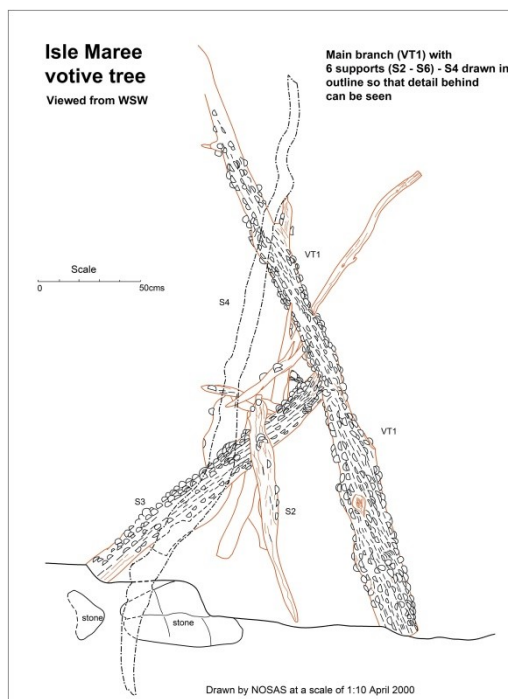 Isle Maree
votive tree
Viewed from WSW
Main branch (VT1) with
6 supports (S2 - S6) - S4 drawn in
outline so that detail behind
can be seen
VT1
Scale
0 50cms
S4
VT1
S3
S2
stone
stone
Drawn by NOSAS at a scale of 1:10 April 2000